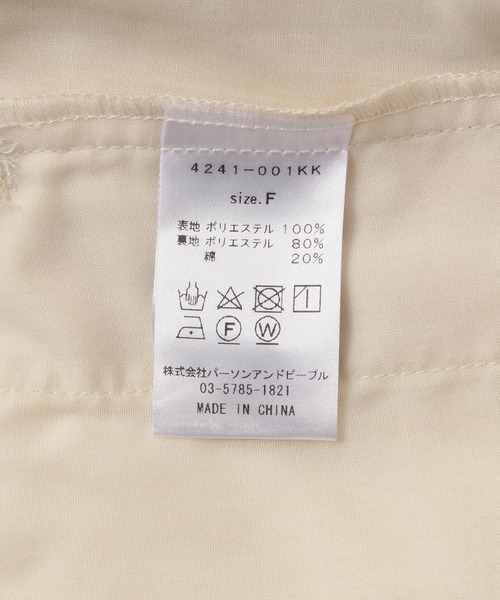 4241-001KK
size.F
表地 ポリエステル 100%
裏地 ポリエステル 80%
綿 20%
F W
株式会社パーソンアンドピープル
03-5785-1821
MADE IN CHINA